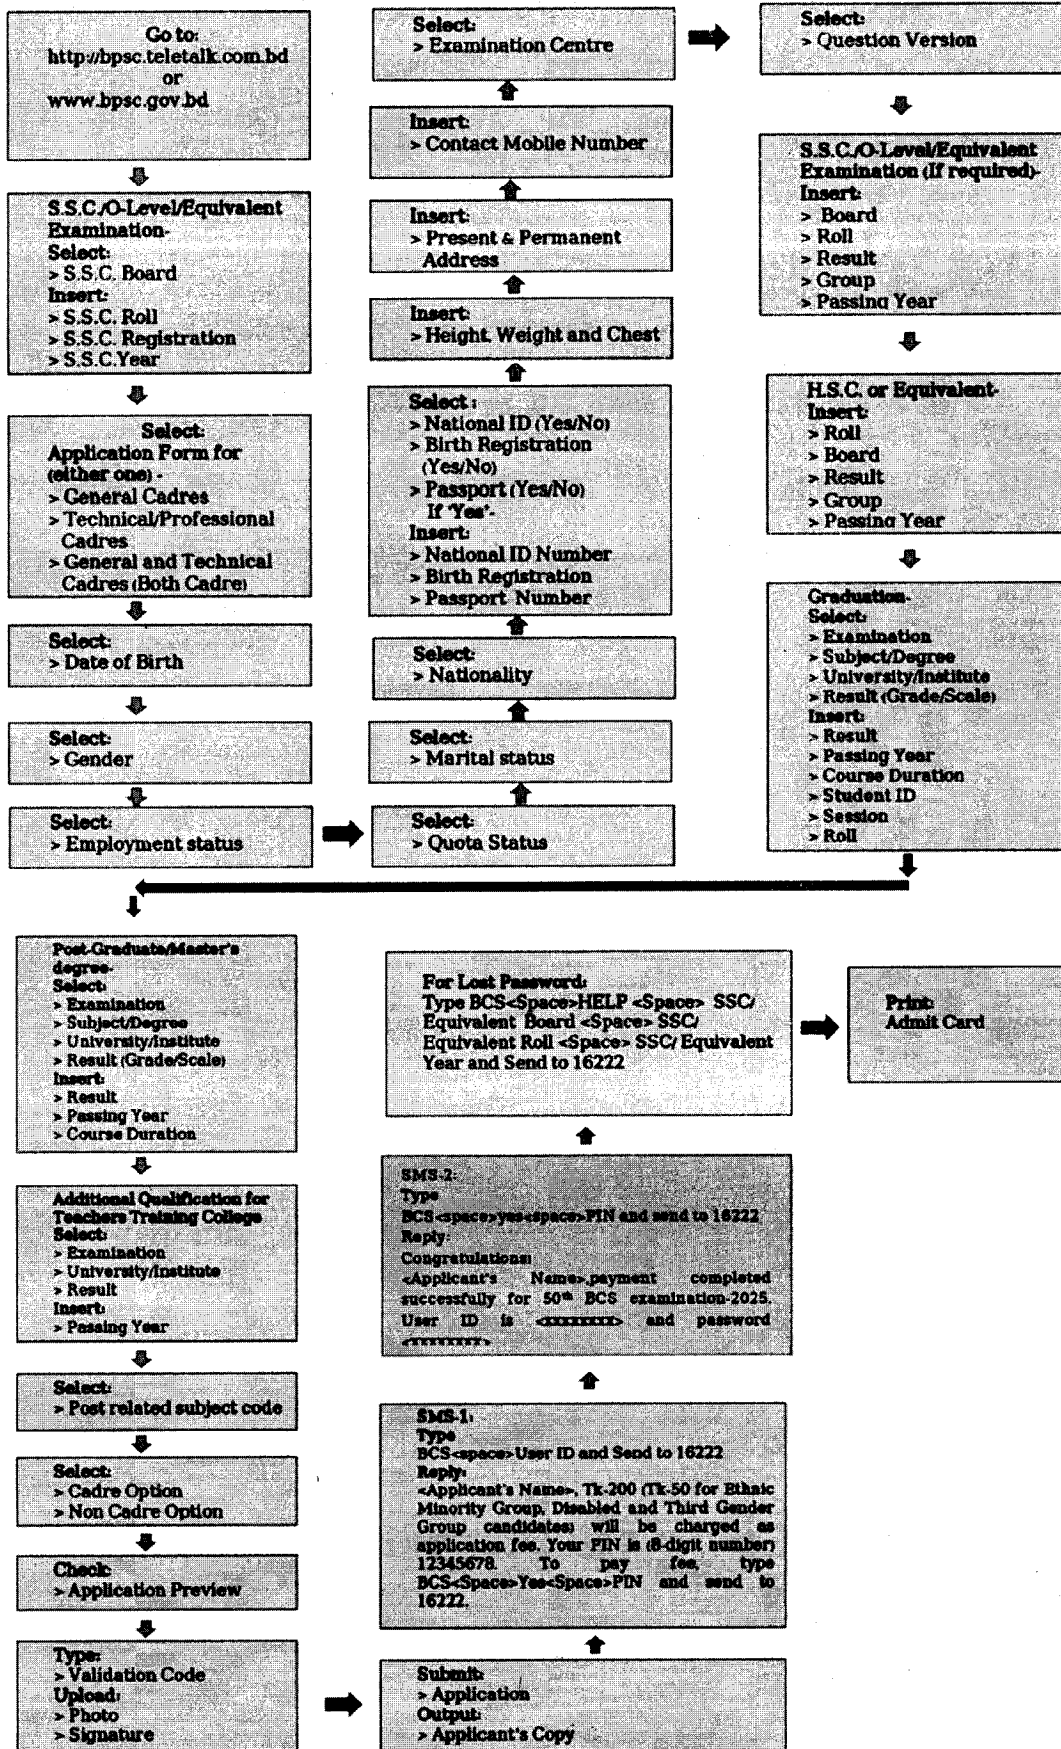 Go to:
http://bpsc.teletalk.com.bd
or
www.bpsc.gov.bd
S.S.C./O-Level/Equivalent
Examination-
Select:
> S.S.C. Board
Insert:
> S.S.C. Roll
> S.S.C. Registration
> S.S.C.Year
Select:
Application Form for
(either one) -
> General Cadres
> Technical/Professional
Cadres
> General and Technical
Cadres (Both Cadre)
Select:
> Date of Birth
Select:
> Gender
Select:
> Employment status
Select:
> Quota Status
Select:
> Marital status
Select:
> Nationality
Select :
> National ID (Yes/No)
> Birth Registration
(Yes/No)
> Passport (Yes/No)
If 'Yes'-
Insert:
> National ID Number
> Birth Registration
> Passport Number
Insert:
> Height, Weight and Chest
Insert:
> Present & Permanent
Address
Insert:
> Contact Mobile Number
Select:
> Examination Centre
Select:
> Question Version
S.S.C./O-Level/Equivalent
Examination (If required)-
Insert:
> Board
> Roll
> Result
> Group
> Passing Year
H.S.C. or Equivalent-
Insert:
> Roll
> Board
> Result
> Group
> Passing Year
Graduation-
Select:
> Examination
> Subject/Degree
> University/Institute
> Result (Grade/Scale)
Insert:
> Result
> Passing Year
> Course Duration
> Student ID
> Session
> Roll
Post-Graduate/Master's
degree-
Select:
> Examination
> Subject/Degree
> University/Institute
> Result (Grade/Scale)
Insert:
> Result
> Passing Year
> Course Duration
Additional Qualification for
Teachers Training College
Select:
> Examination
> University/Institute
> Result
Insert:
> Passing Year
Select:
> Post related subject code
Select:
> Cadre Option
> Non Cadre Option
Check:
> Application Preview
Type:
> Validation Code
Upload:
> Photo
> Signature
Submit:
> Application
Output:
> Applicant's Copy
SMS-1:
Type
BCS<space>User ID and Send to 16222
Reply:
<Applicant's Name>, Tk-200 (Tk-50 for Ethnic
Minority Group, Disabled and Third Gender
Group candidates) will be charged as
application fee. Your PIN is (8-digit number)
12345678. To pay fee, type
BCS<Space>Yes<Space>PIN and send to
16222.
SMS-2:
Type
BCS<space>yes<space>PIN and send to 16222
Reply:
Congratulations!
<Applicant's Name>,payment completed
successfully for 50th BCS examination-2025.
User ID is <xxxxxxxx> and password
<xxxxxxxx>
For Lost Password:
Type BCS<Space>HELP <Space> SSC/
Equivalent Board <Space> SSC/
Equivalent Roll <Space> SSC/ Equivalent
Year and Send to 16222
Print:
Admit Card